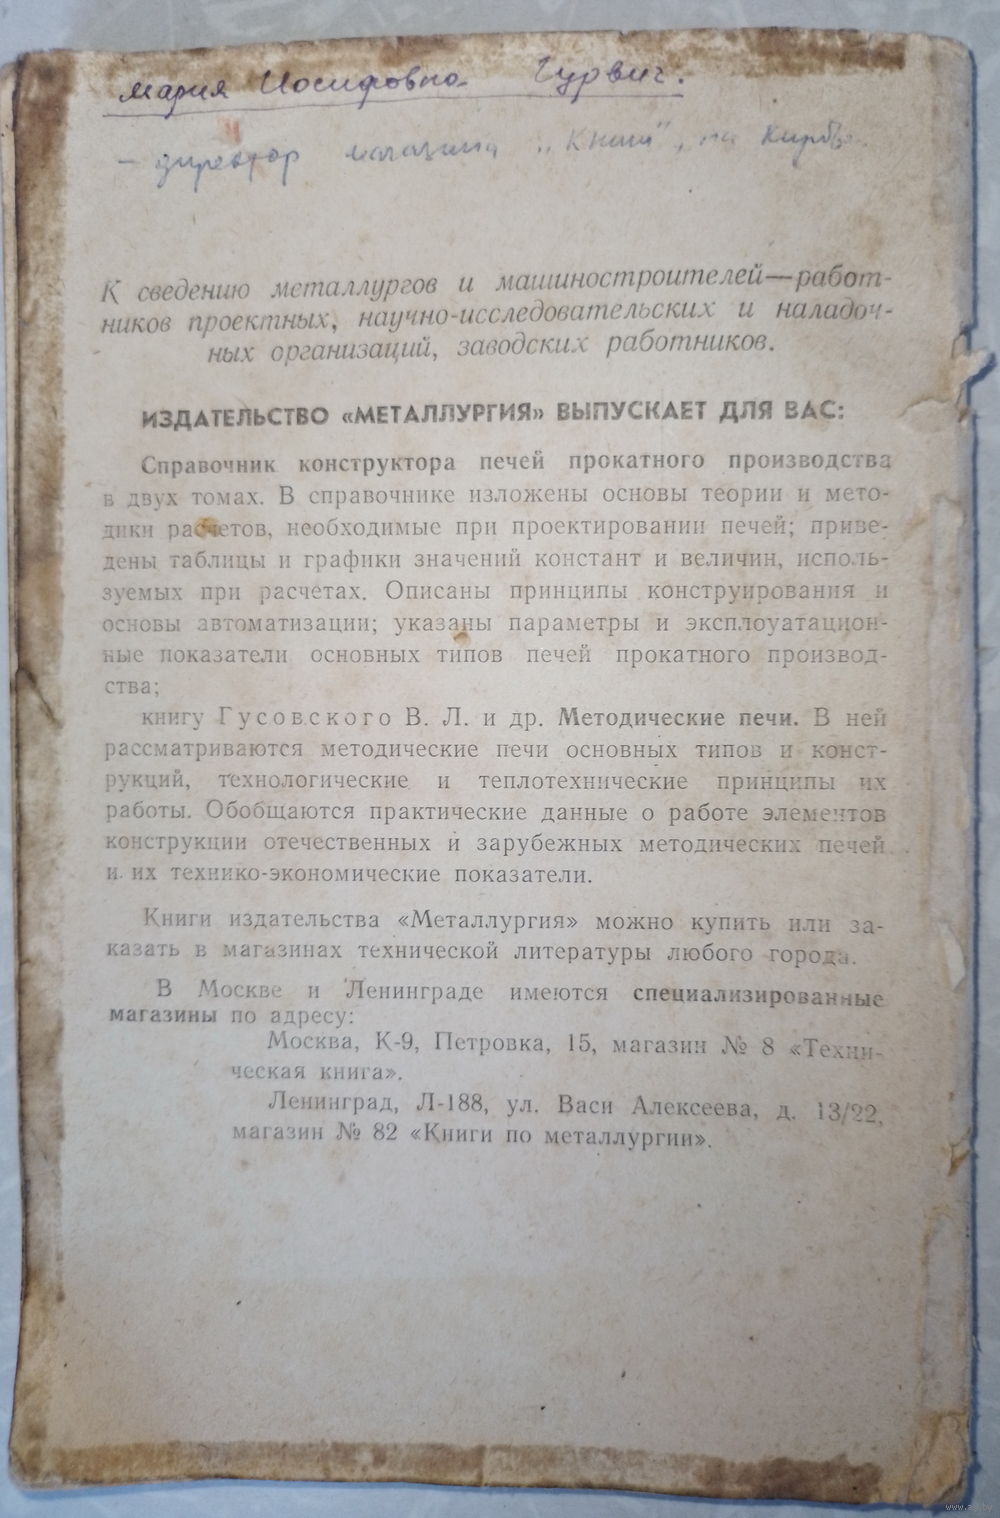 Мария Иосифовна Гурвич.
— директор магазина „Книги", на
К сведению металлургов и машиностроителей—работ-
ников проектных, научно-исследовательских и наладоч-
ных организаций, заводских работников.
ИЗДАТЕЛЬСТВО «МЕТАЛЛУРГИЯ» ВЫПУСКАЕТ ДЛЯ ВАС:
Справочник конструктора печей прокатного производства
в двух томах. В справочнике изложены основы теории и мето-
дики расчетов, необходимые при проектировании печей; приве-
дены таблицы и графики значений констант и величин, исполь-
зуемых при расчетах. Описаны принципы конструирования и
основы автоматизации; указаны параметры и эксплоуатацион-
ные показатели основных типов печей прокатного производ-
ства;
книгу Гусовского В. Л. и др. Методические печи. В ней
рассматриваются методические печи основных типов и конст-
рукций, технологические и теплотехнические принципы их
работы. Обобщаются практические данные о работе элементов
конструкции отечественных и зарубежных методических печей
и их технико-экономические показатели.
Книги издательства «Металлургия» можно купить или за-
казать в магазинах технической литературы любого города.
В Москве и Ленинграде имеются специализированные
магазины по адресу:
Москва, К-9, Петровка, 15, магазин № 8 «Техни-
ческая книга».
Ленинград, Л-188, ул. Васи Алексеева, д. 13/22,
магазин № 82 «Книги по металлургии».